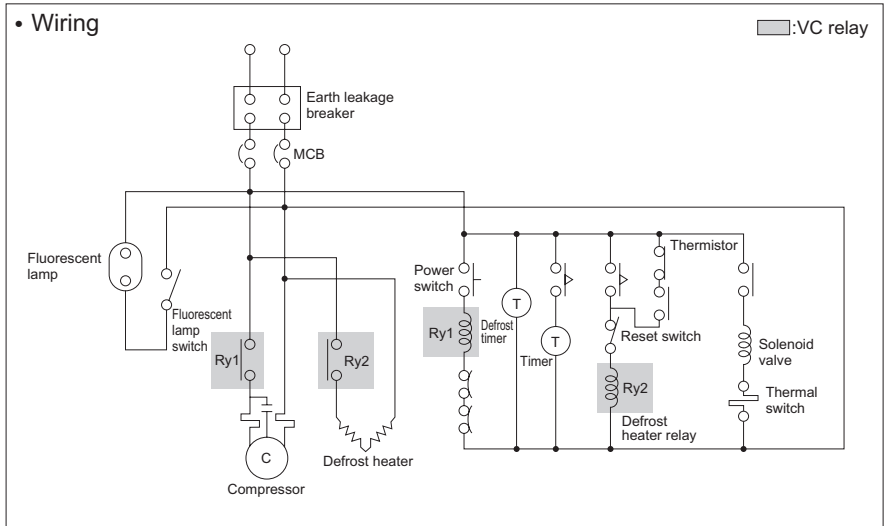 • Wiring
:VC relay
Earth leakage
breaker
MCB
Fluorescent
lamp
Fluorescent
lamp
switch
Ry1
Ry2
C
Compressor
Defrost heater
Power
switch
Ry1
Defrost
timer
T
T
Timer
Thermistor
Reset switch
Ry2
Defrost
heater relay
Solenoid
valve
Thermal
switch